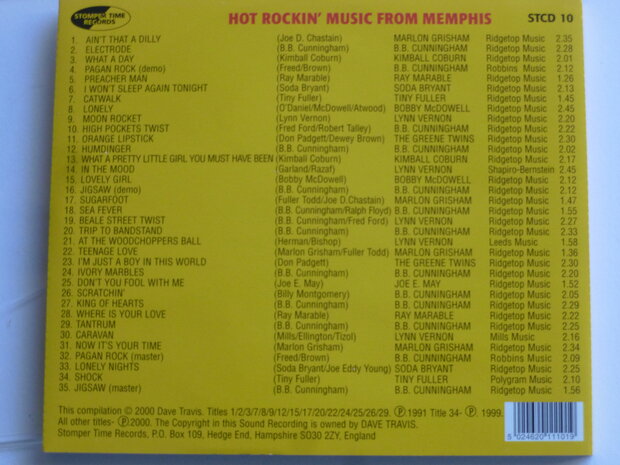 STOMPER TIME
RECORDS
HOT ROCKIN' MUSIC FROM MEMPHIS
STCD 10
1. AIN'T THAT A DILLY (Joe D. Chastain) MARLON GRISHAM Ridgetop Music 2.35
2. ELECTRODE (B.B. Cunningham) B.B. CUNNINGHAM Ridgetop Music 2.28
3. WHAT A DAY (Kimball Coburn) KIMBALL COBURN Ridgetop Music 2.01
4. PAGAN ROCK (demo) (Freed/Brown) B.B. CUNNINGHAM Robbins Music 2.12
5. PREACHER MAN (Ray Marable) RAY MARABLE Ridgetop Music 1.26
6. I WON'T SLEEP AGAIN TONIGHT (Soda Bryant) SODA BRYANT Ridgetop Music 2.13
7. CATWALK (Tiny Fuller) TINY FULLER Ridgetop Music 1.45
8. LONELY (O'Daniel/McDowell/Atwood) BOBBY McDOWELL Ridgetop Music 2.45
9. MOON ROCKET (Lynn Vernon) LYNN VERNON Ridgetop Music 2.20
10. HIGH POCKETS TWIST (Fred Ford/Robert Talley) B.B. CUNNINGHAM Ridgetop Music 2.22
11. ORANGE LIPSTICK (Don Padgett/Dewey Brown) THE GREENE TWINS Ridgetop Music 2.30
12. HUMDINGER (B.B. Cunningham) B.B. CUNNINGHAM Ridgetop Music 2.02
13. WHAT A PRETTY LITTLE GIRL YOU MUST HAVE BEEN (Kimball Coburn) KIMBALL COBURN Ridgetop Music 2.17
14. IN THE MOOD (Garland/Razaf) LYNN VERNON Shapiro-Bernstein 2.45
15. LOVELY GIRL (Bobby McDowell) BOBBY McDOWELL Ridgetop Music 2.12
16. JIGSAW (demo) (B.B. Cunningham) B.B. CUNNINGHAM Ridgetop Music 2.12
17. SUGARFOOT (Fuller Todd/Joe D.Chastain) MARLON GRISHAM Ridgetop Music 1.47
18. SEA FEVER (B.B. Cunningham/Ralph Floyd) B.B. CUNNINGHAM Ridgetop Music 1.55
19. BEALE STREET TWIST (B.B. Cunningham/Fred Ford) LYNN VERNON Ridgetop Music 2.27
20. TRIP TO BANDSTAND (B.B. Cunningham) B.B. CUNNINGHAM Ridgetop Music 2.33
21. AT THE WOODCHOPPERS BALL (Herman/Bishop) LYNN VERNON Leeds Music 1.58
22. TEENAGE LOVE (Marlon Grisham/Fuller Todd) MARLON GRISHAM Ridgetop Music 1.36
23. I'M JUST A BOY IN THIS WORLD (Don Padgett) THE GREENE TWINS Ridgetop Music 2.30
24. IVORY MARBLES (B.B. Cunningham) B.B. CUNNINGHAM Ridgetop Music 2.20
25. DON'T YOU FOOL WITH ME (Joe E. May) JOE E. MAY Ridgetop Music 1.52
26. SCRATCHIN' (Billy Montgomery) B.B. CUNNINGHAM Ridgetop Music 2.05
27. KING OF HEARTS (B.B. Cunningham) B.B. CUNNINGHAM Ridgetop Music 2.29
28. WHERE IS YOUR LOVE (Ray Marable) RAY MARABLE Ridgetop Music 2.22
29. TANTRUM (B.B. Cunningham) B.B. CUNNINGHAM Ridgetop Music 2.25
30. CARAVAN (Mills/Ellington/Tizol) LYNN VERNON Mills Music 2.16
31. NOW IT'S YOUR TIME (Marlon Grisham) MARLON GRISHAM Ridgetop Music 2.34
32. PAGAN ROCK (master) (Freed/Brown) B.B. CUNNINGHAM Robbins Music 2.09
33. LONELY NIGHTS (Soda Bryant/Joe Eddy Young) SODA BRYANT Ridgetop Music 2.25
34. SHOCK (Tiny Fuller) TINY FULLER Polygram Music 2.10
35. JIGSAW (master) (B.B. Cunningham) B.B. CUNNINGHAM Ridgetop Music 1.56
This compilation © 2000 Dave Travis. Titles 1/2/3/7/8/9/12/15/17/20/22/24/25/26/29. ℗1991 Title 34- ℗ 1999.
All other titles- ℗2000. The Copyright in this Sound Recording is owned by DAVE TRAVIS.
Stomper Time Records, P.O. Box 109, Hedge End, Hampshire SO30 2ZY, England
5 024620 111019